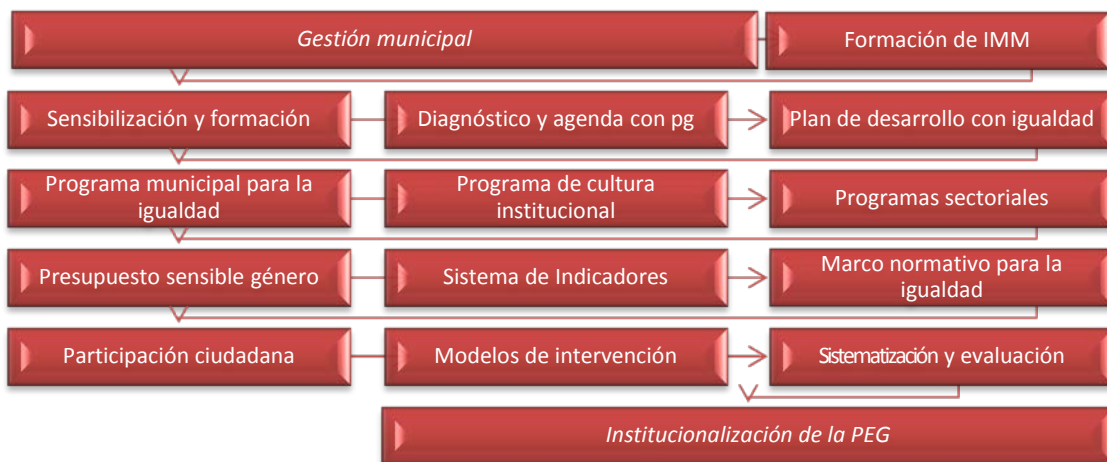 Gestión municipal
Formación de IMM
Sensibilización y formación
Diagnóstico y agenda con pg
Plan de desarrollo con igualdad
Programa municipal para la
igualdad
Programa de cultura
institucional
Programas sectoriales
Presupuesto sensible género
Sistema de Indicadores
Marco normativo para la
igualdad
Participación ciudadana
Modelos de intervención
Sistematización y evaluación
Institucionalización de la PEG